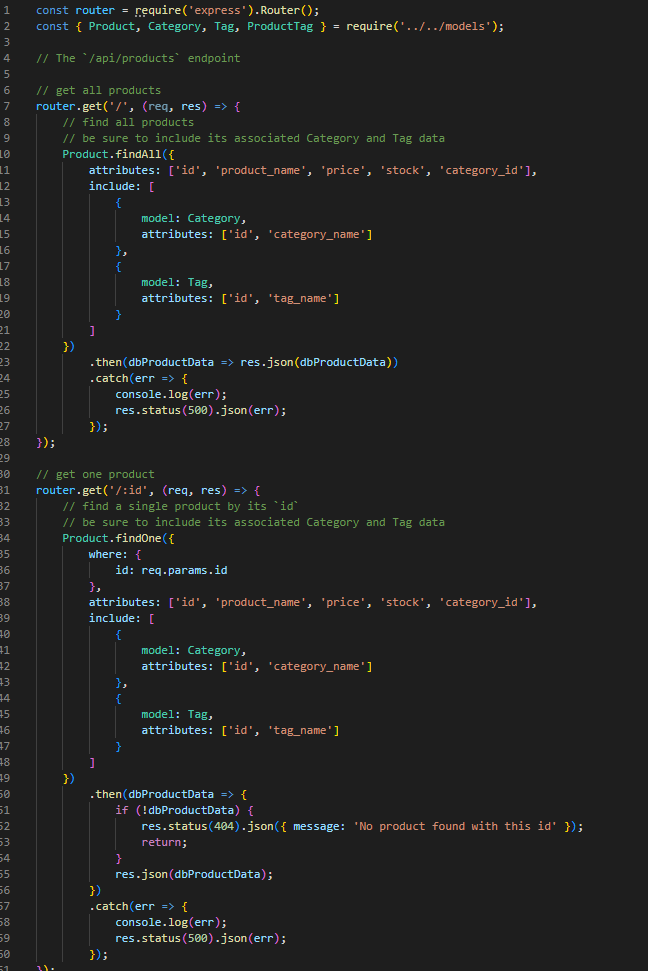 1 const router = require('express').Router();
2 const { Product, Category, Tag, ProductTag } = require('../../models');
3
4 // The `/api/products` endpoint
5
6 // get all products
7 router.get('/', (req, res) => {
8 // find all products
9 // be sure to include its associated Category and Tag data
10 Product.findAll({
11 attributes: ['id', 'product_name', 'price', 'stock', 'category_id'],
12 include: [
13 {
14 model: Category,
15 attributes: ['id', 'category_name']
16 },
17 {
18 model: Tag,
19 attributes: ['id', 'tag_name']
20 }
21 ]
22 })
23 .then(dbProductData => res.json(dbProductData))
24 .catch(err => {
25 console.log(err);
26 res.status(500).json(err);
27 });
28 });
29
30 // get one product
31 router.get('/:id', (req, res) => {
32 // find a single product by its `id`
33 // be sure to include its associated Category and Tag data
34 Product.findOne({
35 where: {
36 id: req.params.id
37 },
38 attributes: ['id', 'product_name', 'price', 'stock', 'category_id'],
39 include: [
40 {
41 model: Category,
42 attributes: ['id', 'category_name']
43 },
44 {
45 model: Tag,
46 attributes: ['id', 'tag_name']
47 }
48 ]
49 })
50 .then(dbProductData => {
51 if (!dbProductData) {
52 res.status(404).json({ message: 'No product found with this id' });
53 return;
54 }
55 res.json(dbProductData);
56 })
57 .catch(err => {
58 console.log(err);
59 res.status(500).json(err);
60 });
61 });